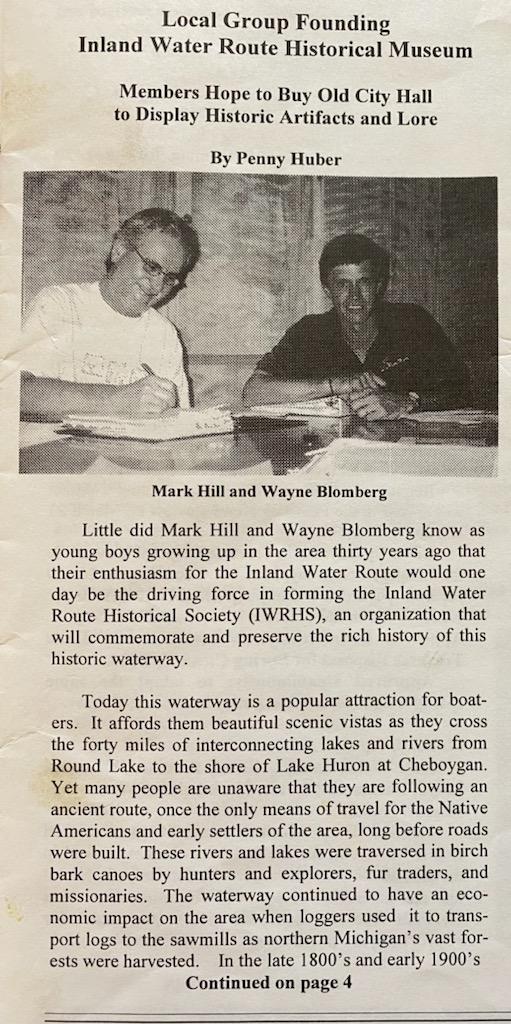 Local Group Founding
Inland Water Route Historical Museum
Members Hope to Buy Old City Hall
to Display Historic Artifacts and Lore
By Penny Huber
Mark Hill and Wayne Blomberg
Little did Mark Hill and Wayne Blomberg know as
young boys growing up in the area thirty years ago that
their enthusiasm for the Inland Water Route would one
day be the driving force in forming the Inland Water
Route Historical Society (IWRHS), an organization that
will commemorate and preserve the rich history of this
historic waterway.
Today this waterway is a popular attraction for boat-
ers. It affords them beautiful scenic vistas as they cross
the forty miles of interconnecting lakes and rivers from
Round Lake to the shore of Lake Huron at Cheboygan.
Yet many people are unaware that they are following an
ancient route, once the only means of travel for the Native
Americans and early settlers of the area, long before roads
were built. These rivers and lakes were traversed in birch
bark canoes by hunters and explorers, fur traders, and
missionaries. The waterway continued to have an eco-
nomic impact on the area when loggers used it to trans-
port logs to the sawmills as northern Michigan's vast for-
ests were harvested. In the late 1800's and early 1900's
Continued on page 4